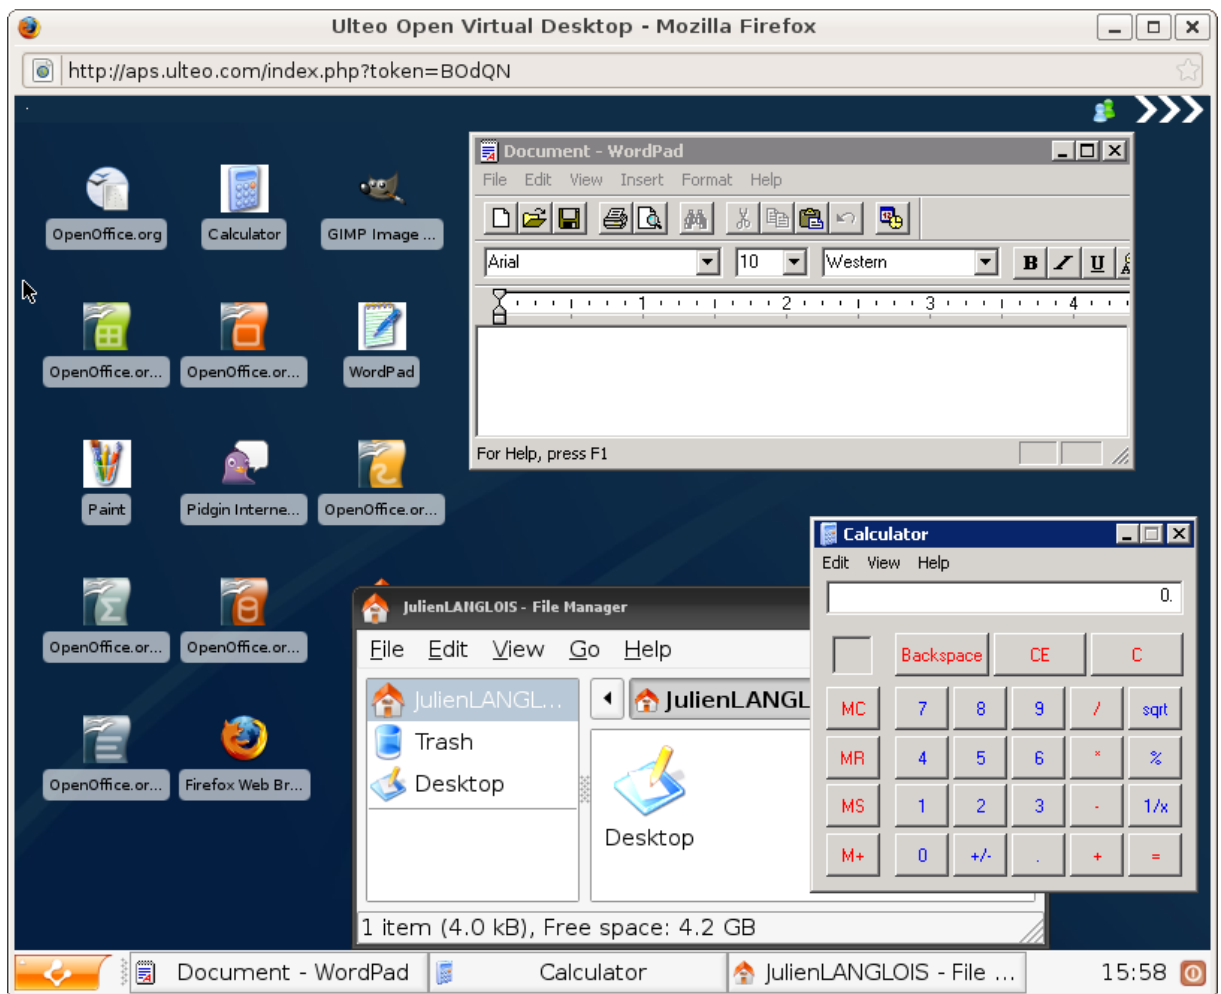 Ulteo Open Virtual Desktop - Mozilla Firefox
http://aps.ulteo.com/index.php?token=BOdQN
OpenOffice.org
Calculator
GIMP Image ...
OpenOffice.or...
OpenOffice.or...
WordPad
Paint
Pidgin Interne...
OpenOffice.or...
OpenOffice.or...
OpenOffice.or...
OpenOffice.or...
Firefox Web Br...
Document - WordPad
File Edit View Insert Format Help
Arial 10 Western B I U
1 2 3 4
For Help, press F1
JulienLANGLOIS - File Manager
File Edit View Go Help
JulienLANGL...
Trash
Desktop
JulienLANGL
Desktop
1 item (4.0 kB), Free space: 4.2 GB
Calculator
Edit View Help
0.
Backspace CE C
MC 7 8 9 / sqrt
MR 4 5 6 * %
MS 1 2 3 - 1/x
M+ 0 +/- . + =
Document - WordPad
Calculator
JulienLANGLOIS - File ...
15:58